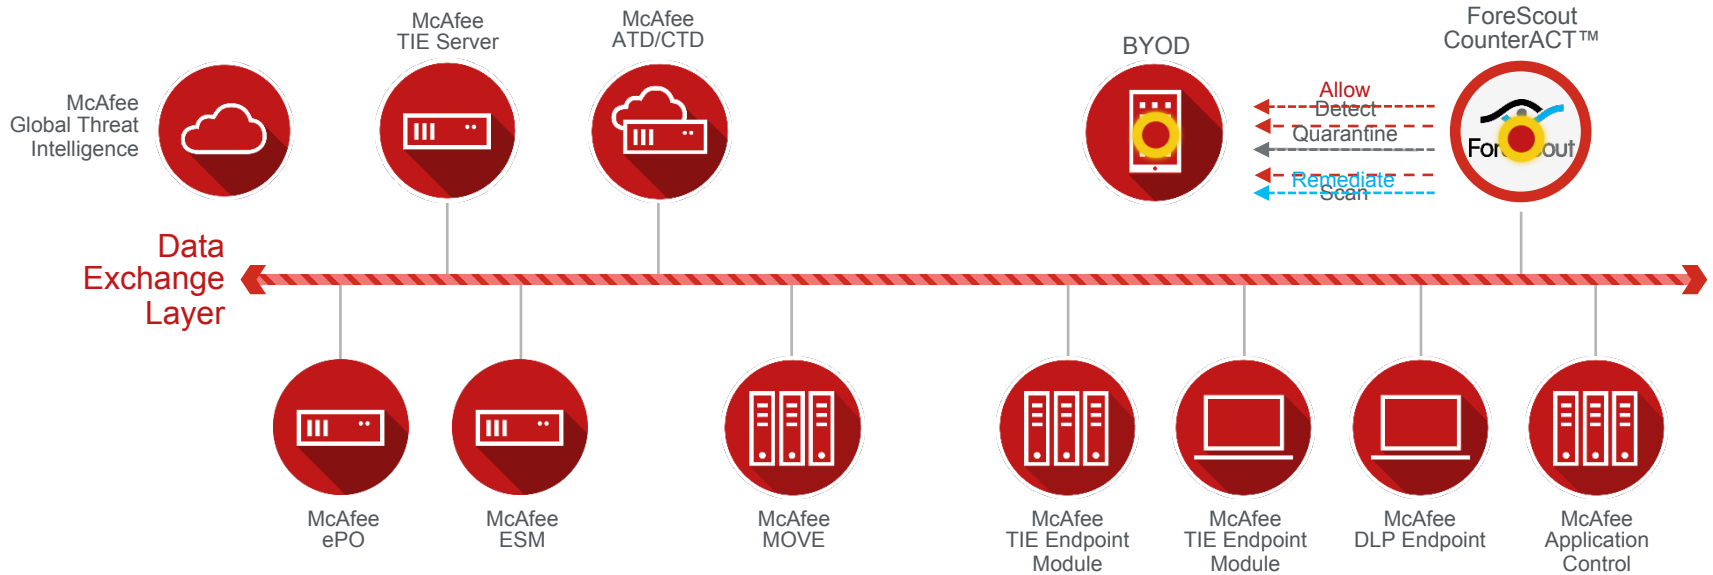 McAfee
TIE Server
McAfee
ATD/CTD
BYOD
ForeScout
CounterACT™
McAfee
Global Threat
Intelligence
Allow
Detect
Quarantine
Remediate
Scan
Data
Exchange
Layer
McAfee
ePO
McAfee
ESM
McAfee
MOVE
McAfee
TIE Endpoint
Module
McAfee
TIE Endpoint
Module
McAfee
DLP Endpoint
McAfee
Application
Control